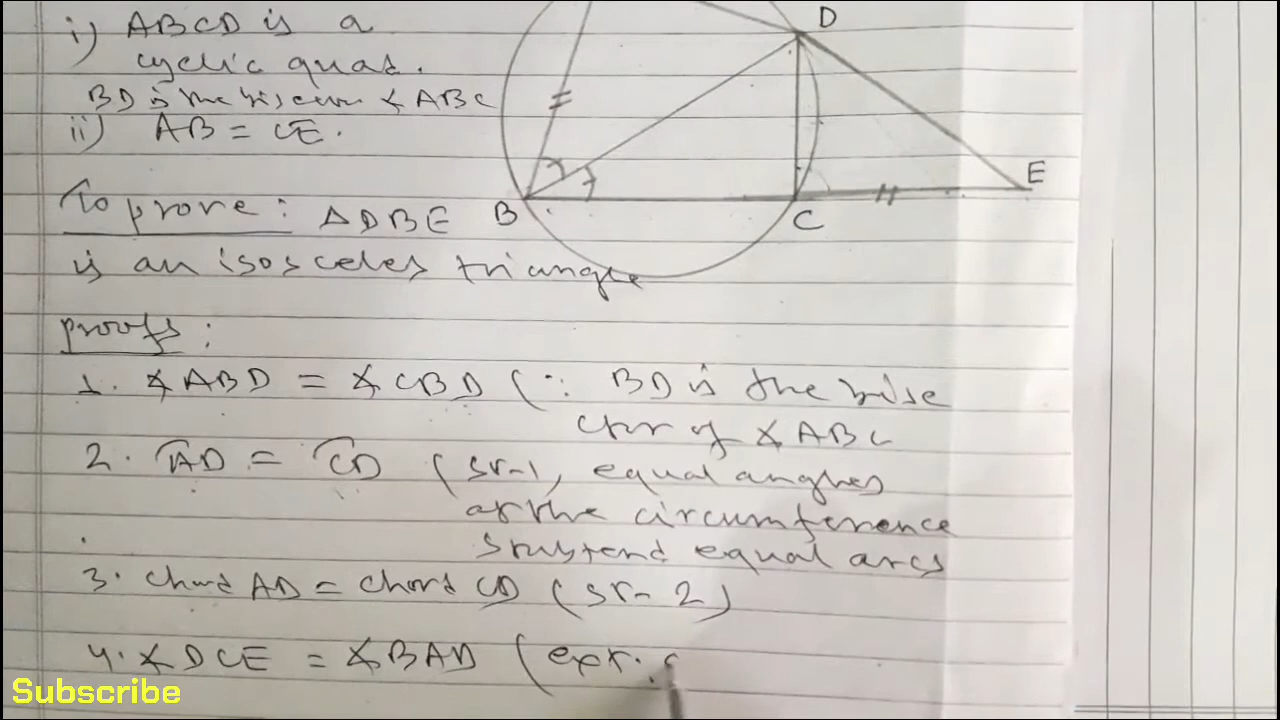 i) ABCD is a
cyclic quad.
BD is the bisector ∡ ABC
ii) AB = CE.
To prove: ΔDBE
is an isosceles triangle
proofs:
1. ∡ABD = ∡CBD (∵ BD is the bise
ctor of ∡ABC
2. ⌒AD = ⌒CD (sr-1, equal angles
at the circumference
subtend equal arcs
3. chord AD = chord CD (sr-2)
4. ∡DCE = ∡BAD (ext.
D
E
B
C
Subscribe